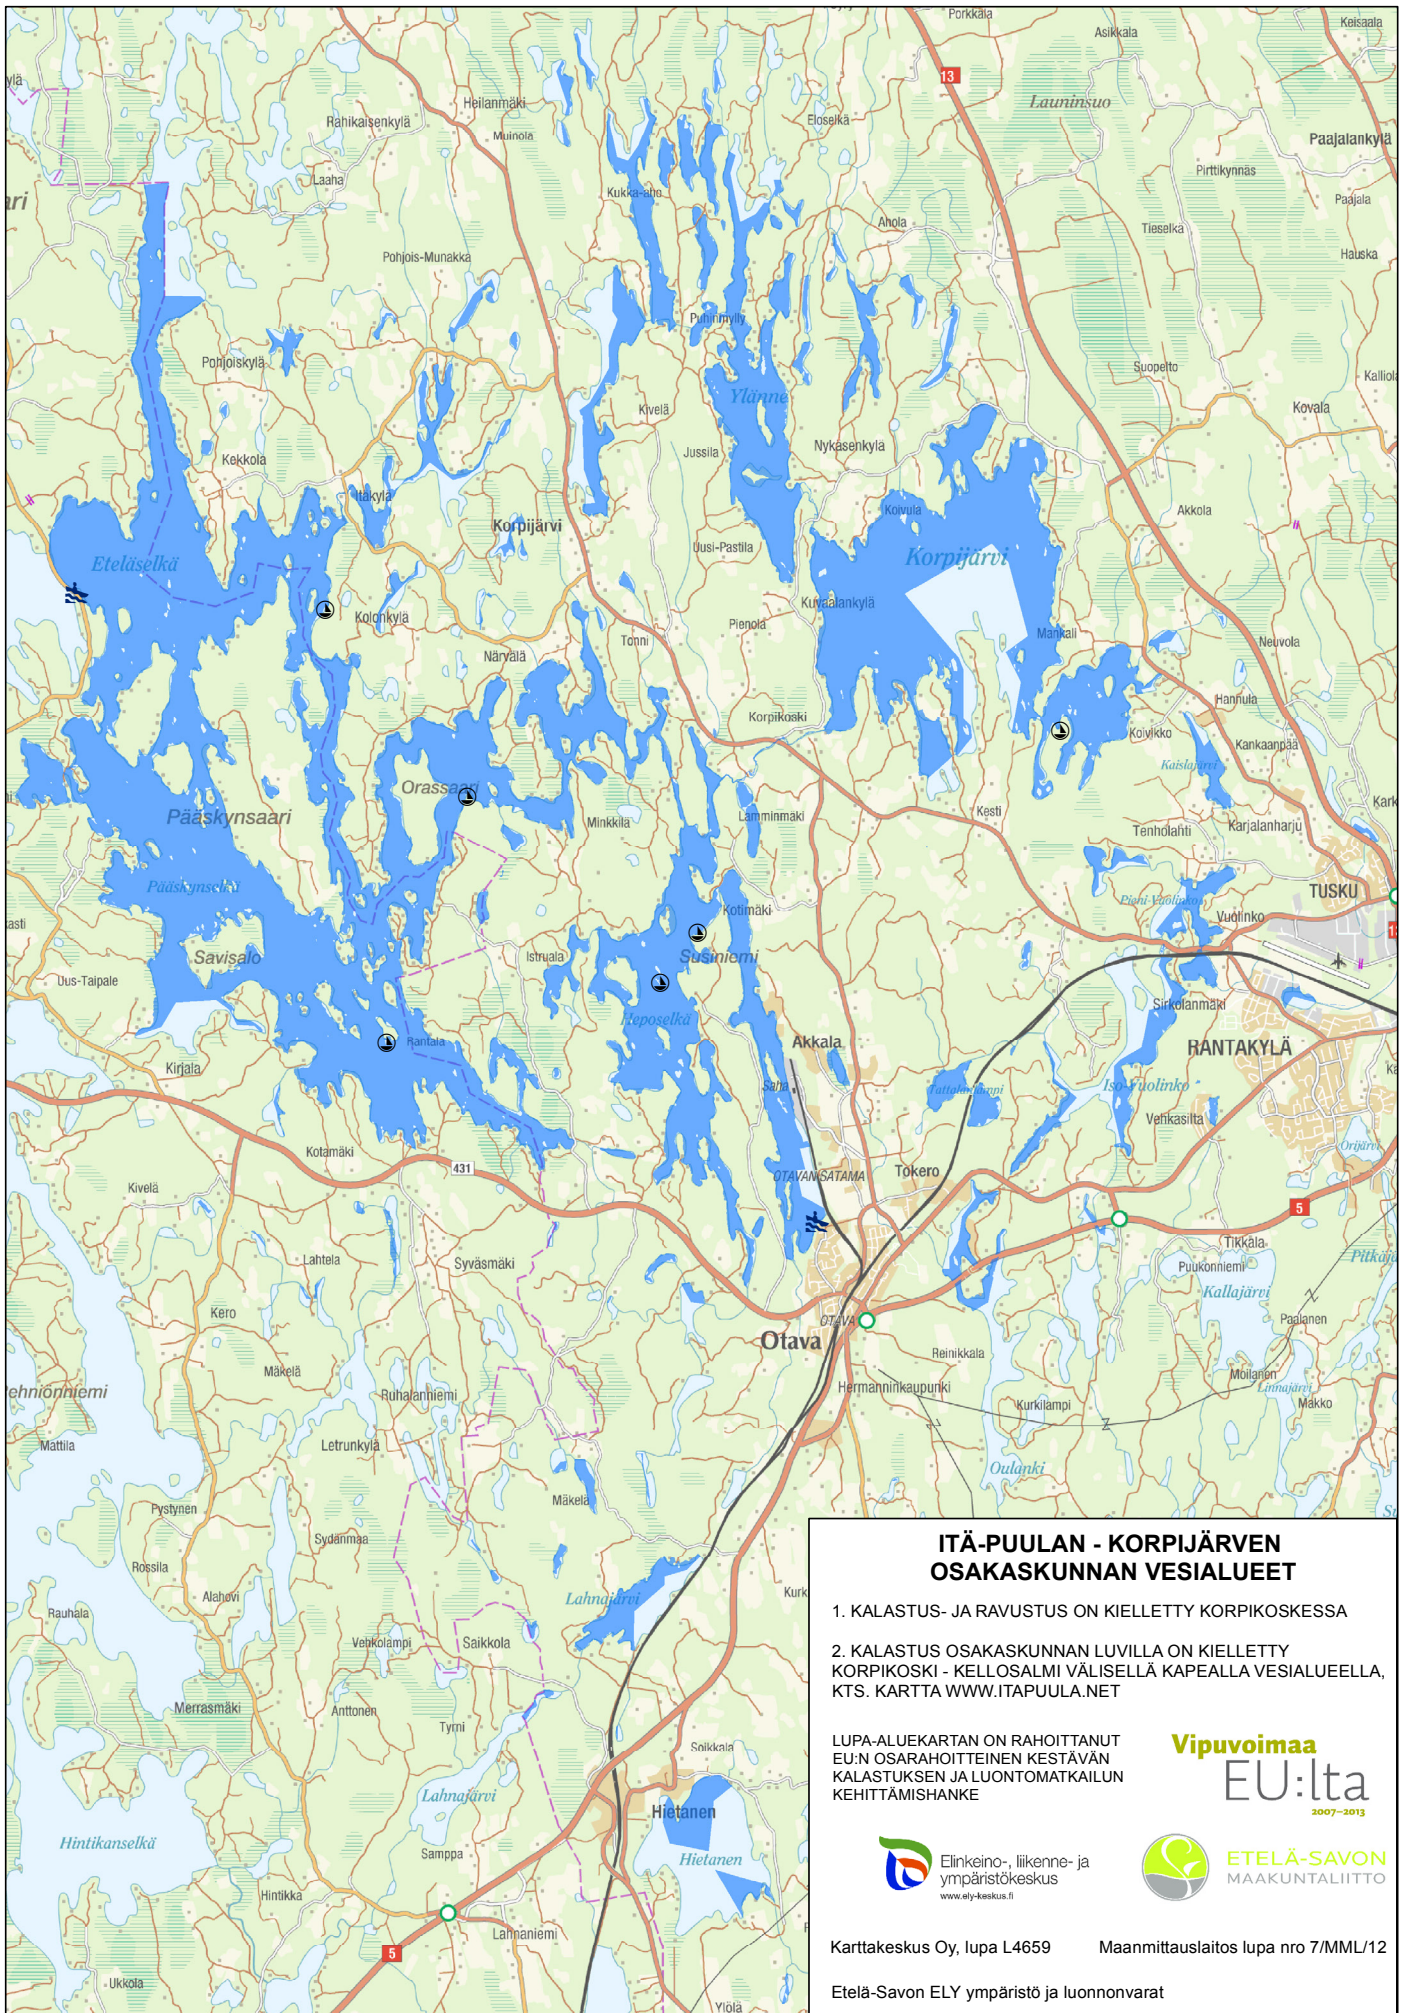 Porkkala
Keisaala
Asikkala
13
Heilanmäki
Launinsuo
Rahikaisenkylä
Eloselkä
Muinola
Paajalankylä
Pirttikynnäs
Laaha
Kukka-aho
Paajala
Ahola
Tieselkä
Hauska
Pohjois-Munakka
Puhinmylly
Pohjoiskylä
Suopelto
Ylänne
Kovala
Kivelä
Nykäsenkylä
Jussila
Kekkola
Itäkylä
Koivula
Akkola
Korpijärvi
Uusi-Pastila
Korpijärvi
Eteläselkä
Kuvaalankylä
Kolonkylä
Pienola
Mankali
Tonni
Neuvola
Närvälä
Hannula
Korpikoski
Koivikko
Kankaanpää
Kaislajärvi
Orassaari
Pääskynsaari
Minkkilä
Lamminmäki
Kesti
Tenholahti
Karjalanharju
Pääskynselkä
TUSKU
Pieni-Vuolinko
Kotimäki
Vuolinko
Savisalo
Istruala
Susiniemi
Uus-Taipale
Sirkolanmäki
Heposelkä
Akkala
Rantala
RANTAKYLÄ
Kirjala
Saha
Tattalanlampi
Iso-Vuolinko
Vehkasilta
Orijärvi
Kotamäki
431
OTAVAN SATAMA
Tokero
Kivelä
5
Tikkala
Lahtela
Syväsmäki
Puukonniemi
Kallajärvi
Kero
Paalanen
OTAVA
Otava
Reinikkala
Mäkelä
Moilanen
Ruhalanniemi
Hermanninkaupunki
Linnajärvi
Kurkilampi
Makko
Mattila
Letrunkylä
Oulanki
Mäkelä
Pystynen
Sydänmaa
Rossila
Alahovi
Lahnajärvi
Rauhala
Vehkolampi
Saikkola
Merrasmäki
Anttonen
Tyrni
Soikkala
Lahnajärvi
Hietanen
Hintikanselkä
Samppa
Hietanen
Hintikka
Lahnaniemi
5
Ukkola
Ylölä
ITÄ-PUULAN - KORPIJÄRVEN
OSAKASKUNNAN VESIALUEET
1. KALASTUS- JA RAVUSTUS ON KIELLETTY KORPIKOSKESSA
2. KALASTUS OSAKASKUNNAN LUVILLA ON KIELLETTY
KORPIKOSKI - KELLOSALMI VÄLISELLÄ KAPEALLA VESIALUEELLA,
KTS. KARTTA WWW.ITAPUULA.NET
LUPA-ALUEKARTAN ON RAHOITTANUT
EU:N OSARAHOITTEINEN KESTÄVÄN
KALASTUKSEN JA LUONTOMATKAILUN
KEHITTÄMISHANKE
Vipuvoimaa
EU:lta
2007–2013
Elinkeino-, liikenne- ja
ympäristökeskus
www.ely-keskus.fi
ETELÄ-SAVON
MAAKUNTALIITTO
Karttakeskus Oy, lupa L4659
Maanmittauslaitos lupa nro 7/MML/12
Etelä-Savon ELY ympäristö ja luonnonvarat